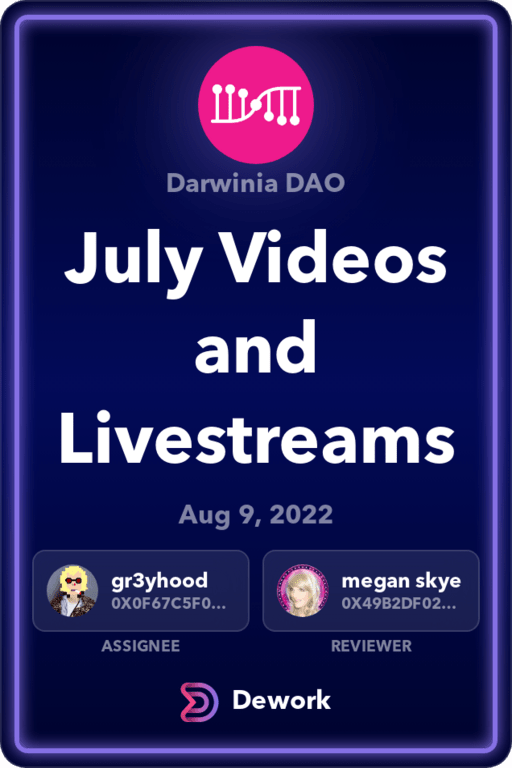 Darwinia DAO
July Videos
and
Livestreams
Aug 9, 2022
gr3yhood
0X0F67C5F0...
megan skye
0X49B2DF02...
ASSIGNEE
REVIEWER
Dework